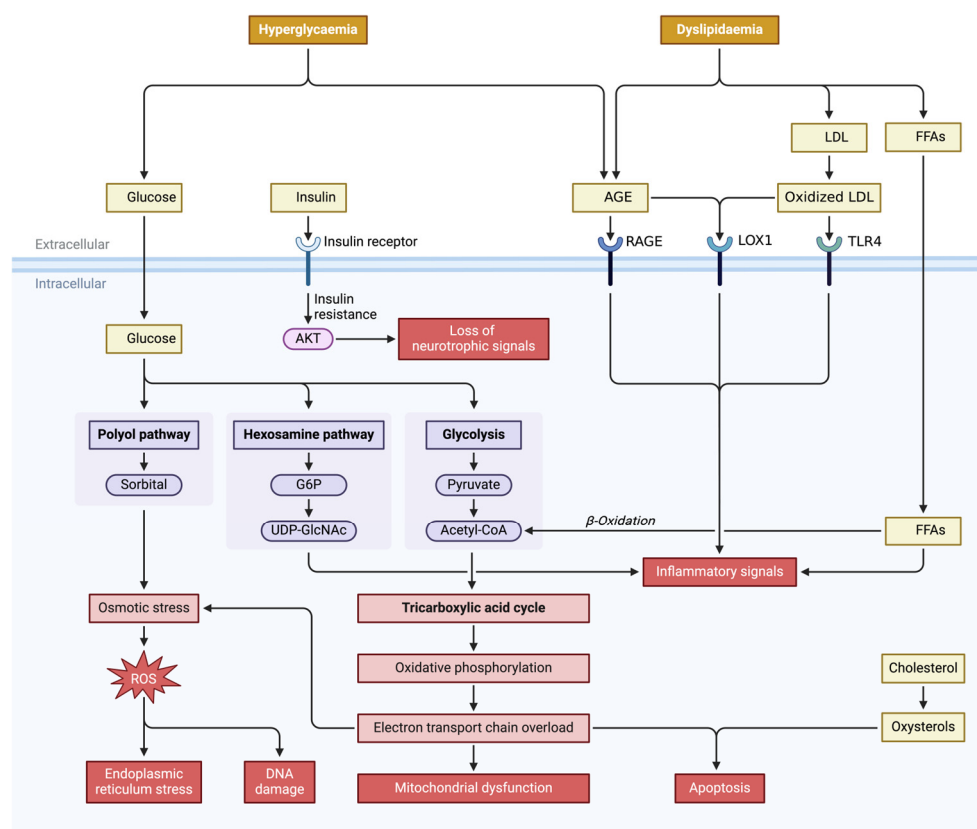 Hyperglycaemia
Dyslipidaemia
LDL
FFAs
Glucose
Insulin
AGE
Oxidized LDL
Extracellular
Insulin receptor
RAGE
LOX1
TLR4
Intracellular
Insulin
resistance
Glucose
AKT
Loss of
neurotrophic signals
Polyol pathway
Hexosamine pathway
Glycolysis
Sorbital
G6P
Pyruvate
UDP-GlcNAc
Acetyl-CoA
β-Oxidation
FFAs
Inflammatory signals
Osmotic stress
Tricarboxylic acid cycle
ROS
Oxidative phosphorylation
Cholesterol
Electron transport chain overload
Oxysterols
Endoplasmic
reticulum stress
DNA
damage
Mitochondrial dysfunction
Apoptosis